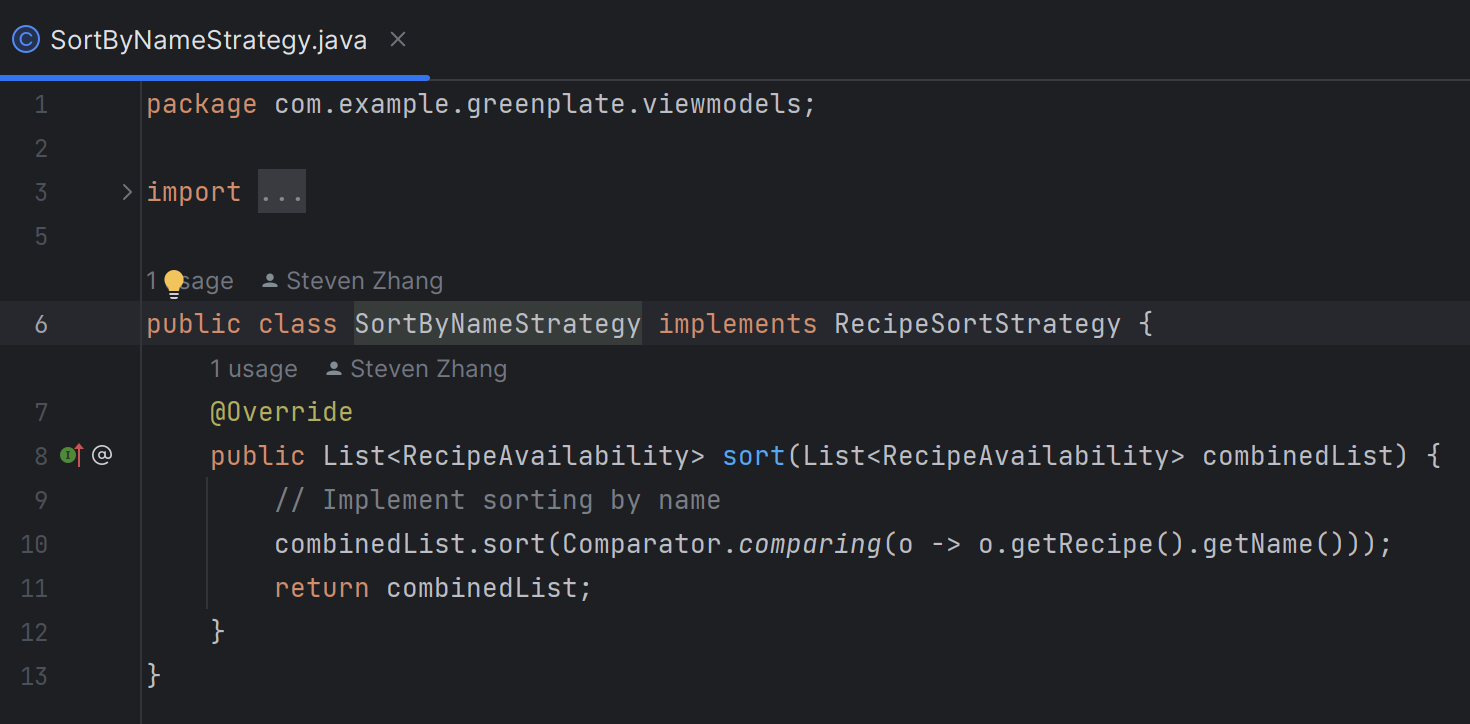 SortByNameStrategy.java
1 package com.example.greenplate.viewmodels;
2
3 import ...
5
1 sage Steven Zhang
6 public class SortByNameStrategy implements RecipeSortStrategy {
1 usage Steven Zhang
7 @Override
8 @ public List<RecipeAvailability> sort(List<RecipeAvailability> combinedList) {
9 // Implement sorting by name
10 combinedList.sort(Comparator.comparing(o -> o.getRecipe().getName()));
11 return combinedList;
12 }
13 }